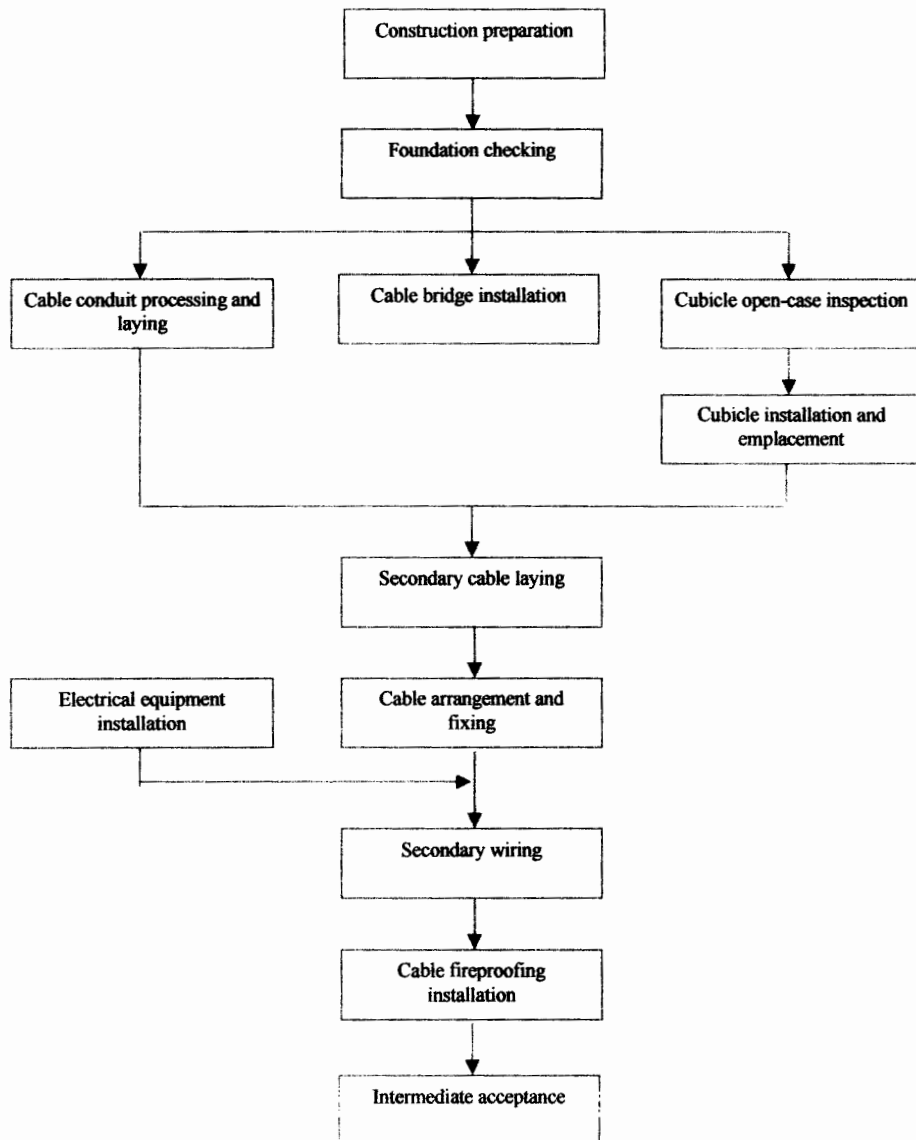 Construction preparation
Foundation checking
Cable conduit processing and
laying
Cable bridge installation
Cubicle open-case inspection
Cubicle installation and
emplacement
Secondary cable laying
Electrical equipment
installation
Cable arrangement and
fixing
Secondary wiring
Cable fireproofing
installation
Intermediate acceptance